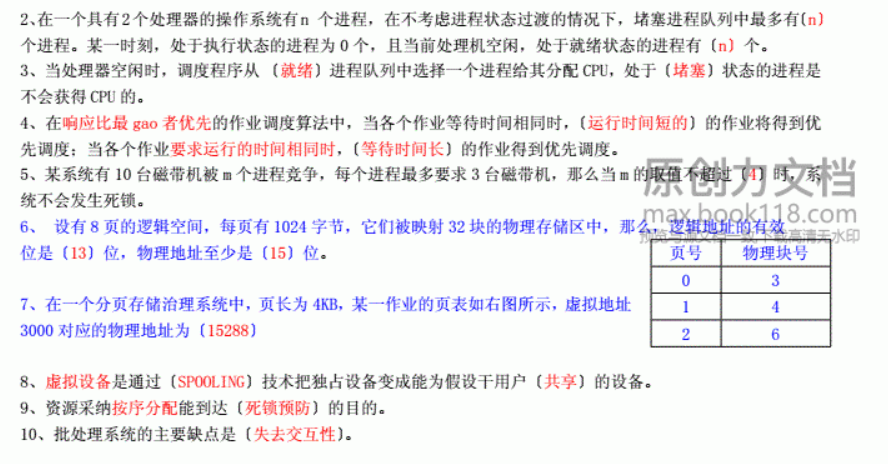 2、在一个具有2个处理器的操作系统有n 个进程，在不考虑进程状态过渡的情况下，堵塞进程队列中最多有〔n〕
个进程。某一时刻，处于执行状态的进程为 0 个，且当前处理机空闲，处于就绪状态的进程有〔n〕个。
3、当处理器空闲时，调度程序从 〔就绪〕进程队列中选择一个进程给其分配 CPU，处于〔堵塞〕状态的进程是
不会获得 CPU 的。
4、在响应比最 gao 者优先的作业调度算法中，当各个作业等待时间相同时，〔运行时间短的〕的作业将得到优
先调度；当各个作业要求运行的时间相同时，〔等待时间长〕的作业得到优先调度。
5、某系统有 10 台磁带机被 m 个进程竞争，每个进程最多要求 3 台磁带机，那么当 m 的取值不超过〔4〕时，系
统不会发生死锁。
6、 设有 8 页的逻辑空间，每页有 1024 字节，它们被映射 32 块的物理存储区中，那么，逻辑地址的有效
位是〔13〕位，物理地址至少是〔15〕位。
原创力文档
max.book118.com
预览与源文档一致,下载高清无水印
页号 物理块号
0 3
1 4
2 6
7、在一个分页存储治理系统中，页长为 4KB，某一作业的页表如右图所示，虚拟地址
3000 对应的物理地址为〔15288〕
8、虚拟设备是通过〔SPOOLING〕技术把独占设备变成能为假设干用户〔共享〕的设备。
9、资源采纳按序分配能到达〔死锁预防〕的目的。
10、批处理系统的主要缺点是〔失去交互性〕。